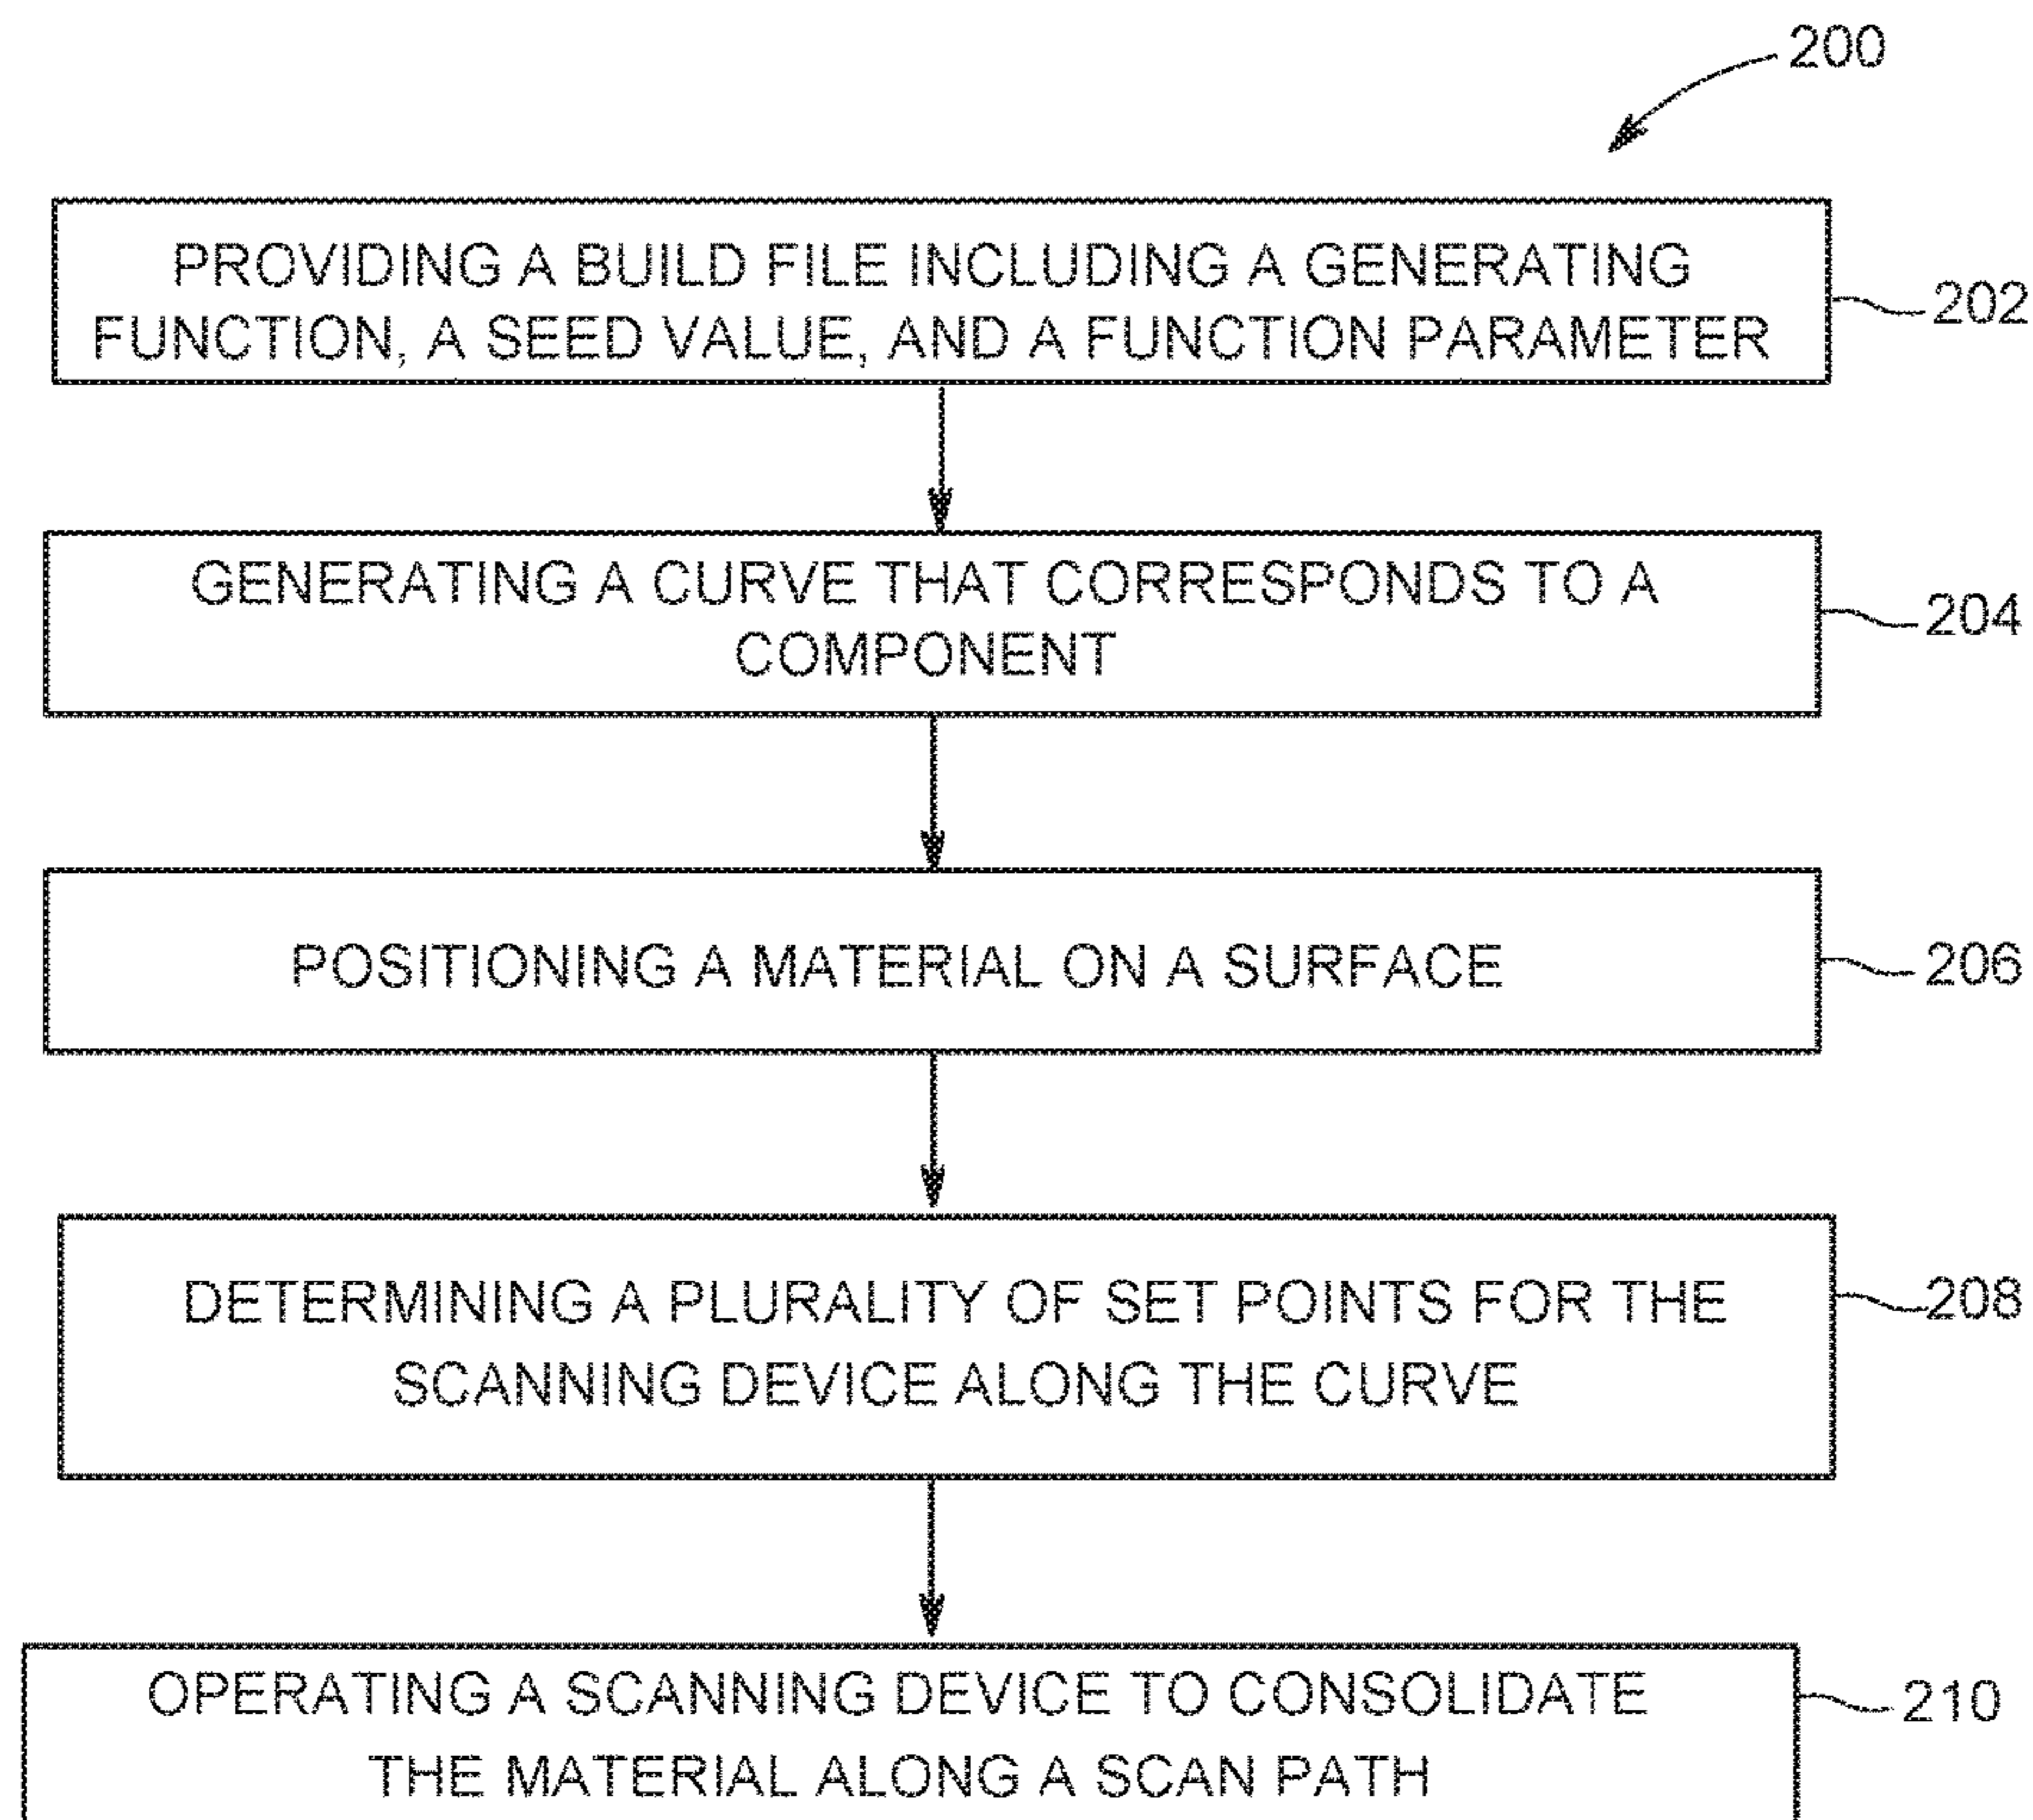 200
PROVIDING A BUILD FILE INCLUDING A GENERATING
FUNCTION, A SEED VALUE, AND A FUNCTION PARAMETER
202
GENERATING A CURVE THAT CORRESPONDS TO A
COMPONENT
204
POSITIONING A MATERIAL ON A SURFACE
206
DETERMINING A PLURALITY OF SET POINTS FOR THE
SCANNING DEVICE ALONG THE CURVE
208
OPERATING A SCANNING DEVICE TO CONSOLIDATE
THE MATERIAL ALONG A SCAN PATH
210